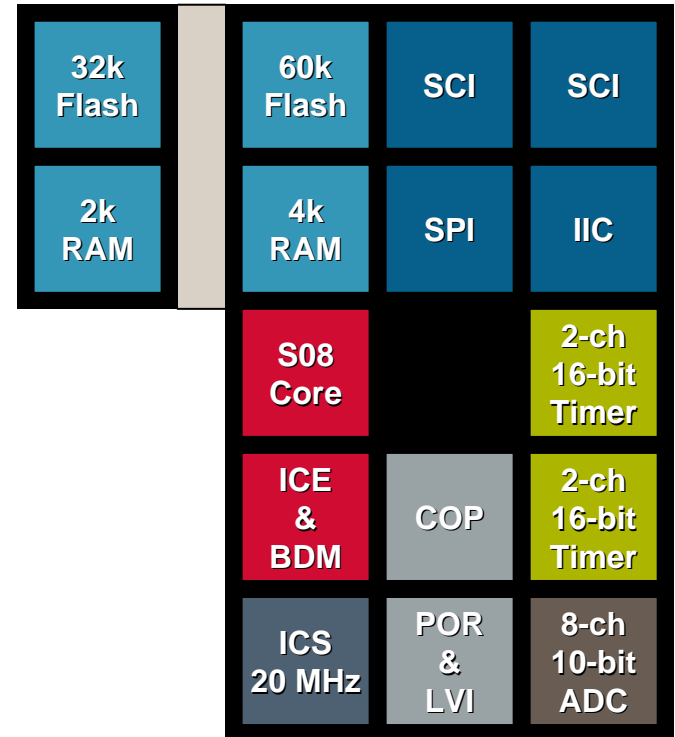 32k
Flash
60k
Flash
SCI
SCI
2k
RAM
4k
RAM
SPI
IIC
S08
Core
2-ch
16-bit
Timer
ICE
&
BDM
COP
2-ch
16-bit
Timer
ICS
20 MHz
POR
&
LVI
8-ch
10-bit
ADC